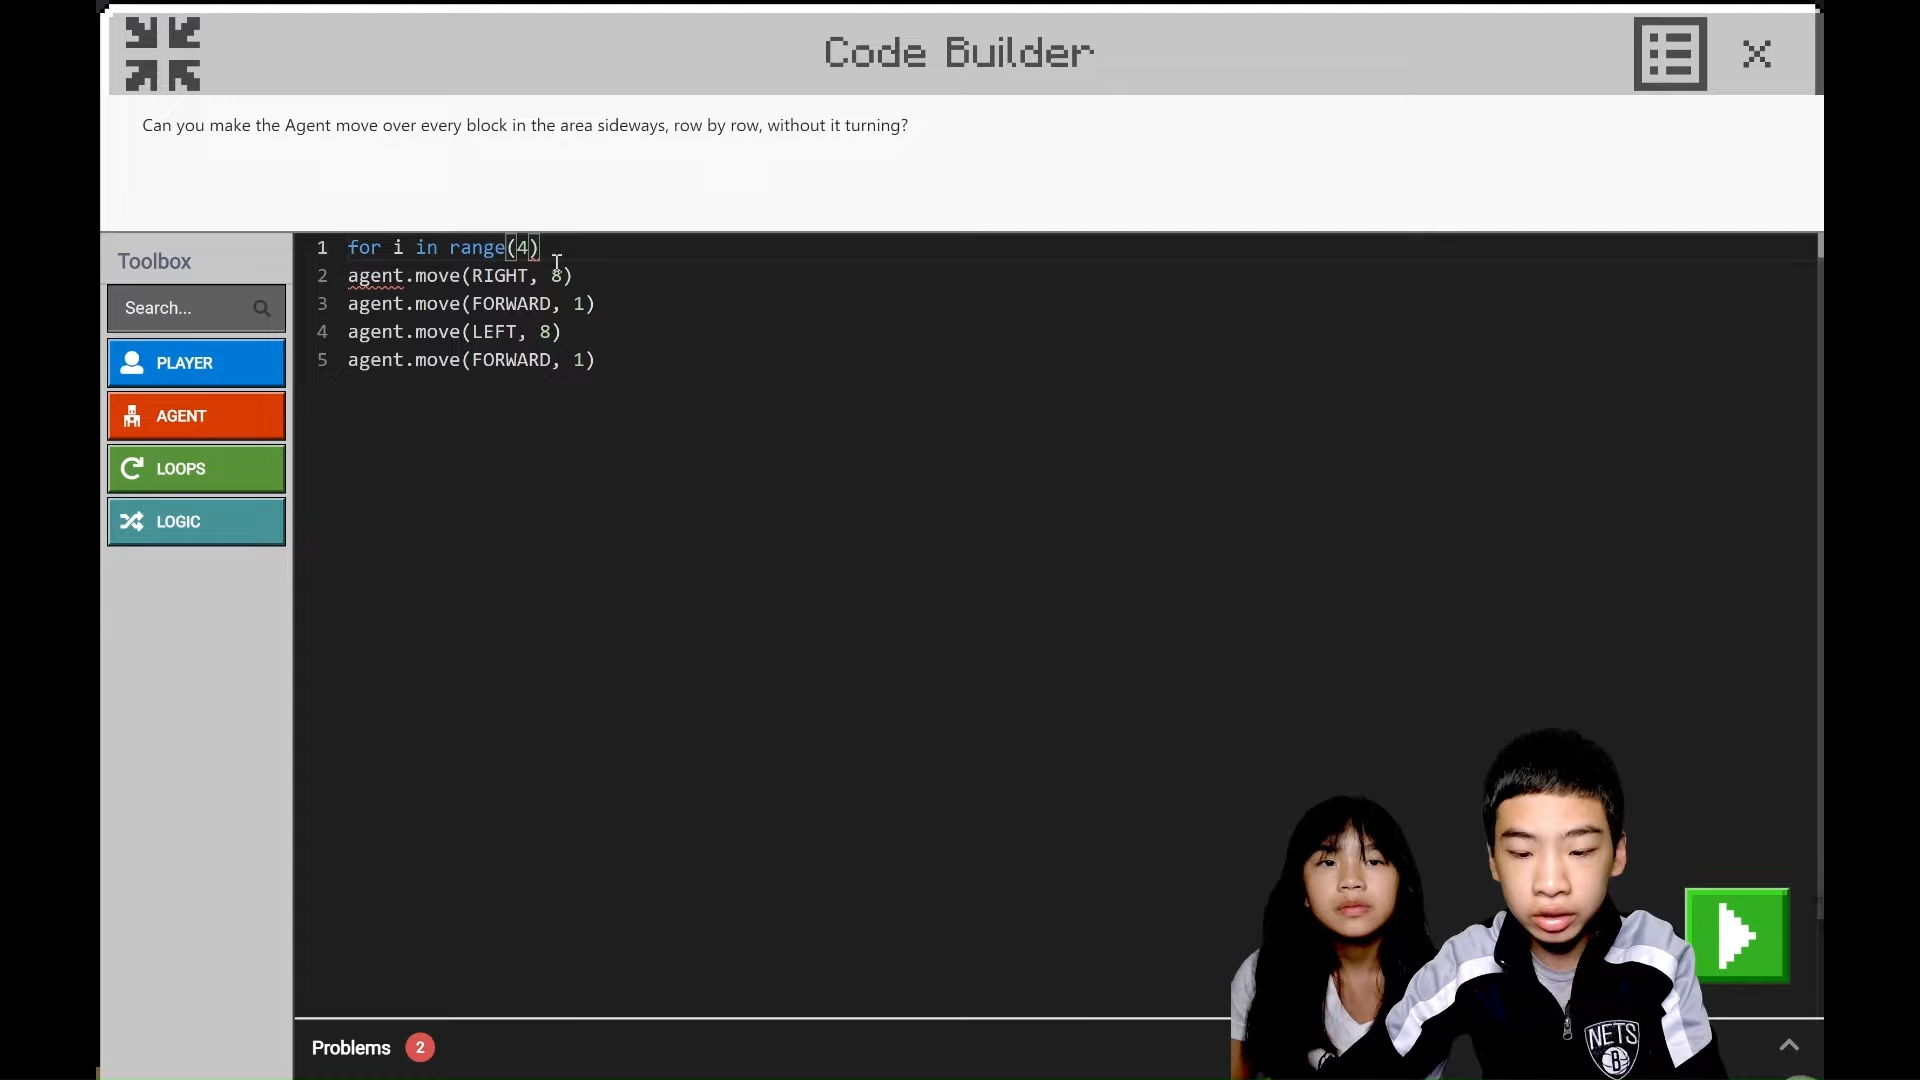 Code Builder
Can you make the Agent move over every block in the area sideways, row by row, without it turning?
Toolbox
Search...
PLAYER
AGENT
LOOPS
LOGIC
1 for i in range(4)
2 agent.move(RIGHT, 8)
3 agent.move(FORWARD, 1)
4 agent.move(LEFT, 8)
5 agent.move(FORWARD, 1)
Problems 2
NETS
B